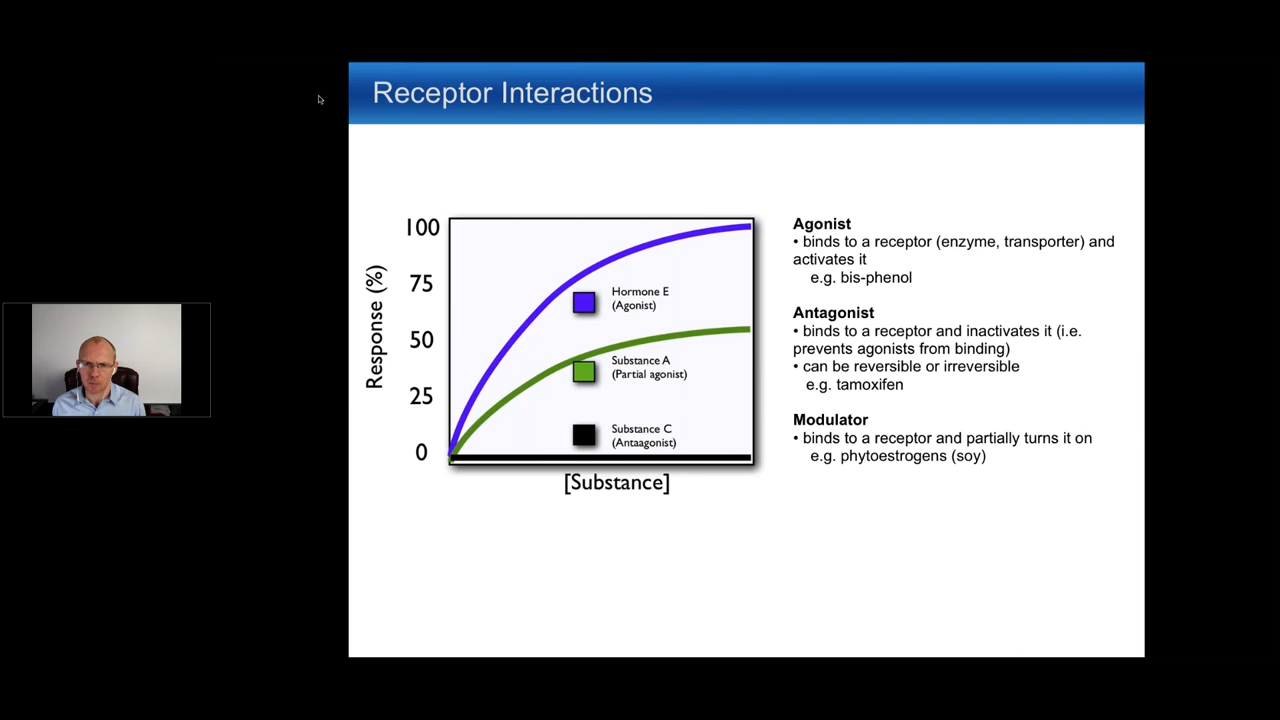 Receptor Interactions
100
75
50
25
0
Response (%)
Hormone E
(Agonist)
Substance A
(Partial agonist)
Substance C
(Antaagonist)
[Substance]
Agonist
• binds to a receptor (enzyme, transporter) and
activates it
e.g. bis-phenol
Antagonist
• binds to a receptor and inactivates it (i.e.
prevents agonists from binding)
• can be reversible or irreversible
e.g. tamoxifen
Modulator
• binds to a receptor and partially turns it on
e.g. phytoestrogens (soy)